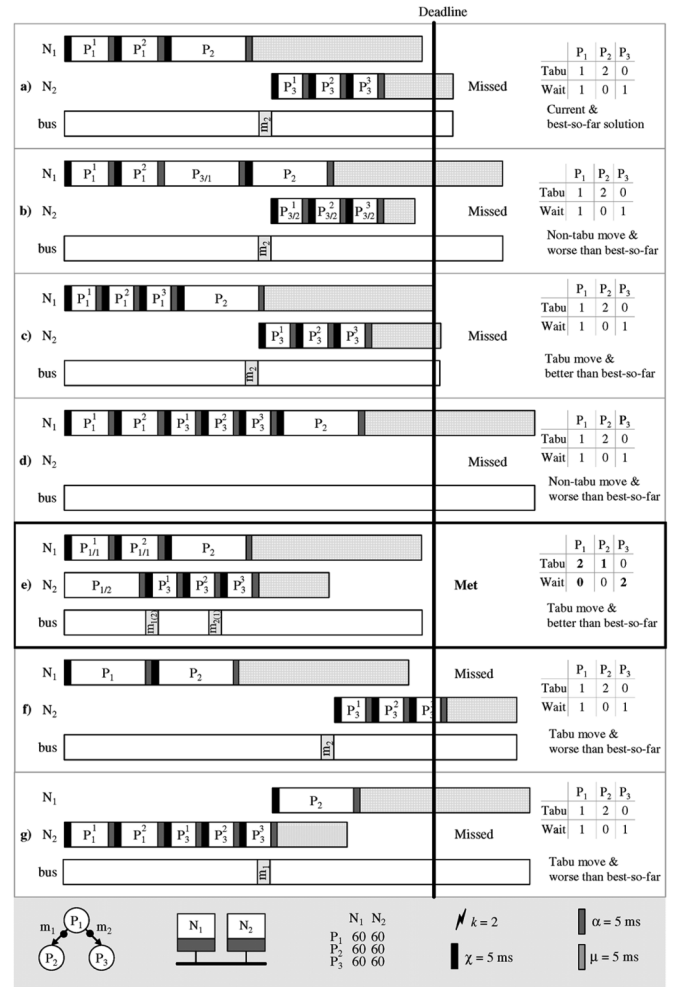 Deadline
N1 P1^1 P1^2 P2
P1 P2 P3
Tabu 1 2 0
Wait 1 0 1
a) N2 P3^1 P3^2 P3^3 Missed
Current &
best-so-far solution
bus m2
N1 P1^1 P1^2 P3/1 P2
P1 P2 P3
Tabu 1 2 0
Wait 1 0 1
b) N2 P3/2^1 P3/2^2 P3/2^3 Missed
Non-tabu move &
worse than best-so-far
bus m2
N1 P1^1 P1^2 P1^3 P2
P1 P2 P3
Tabu 1 2 0
Wait 1 0 1
c) N2 P3^1 P3^2 P3^3 Missed
Tabu move &
better than best-so-far
bus m2
N1 P1^1 P1^2 P3^1 P3^2 P3^3 P2
P1 P2 P3
Tabu 1 2 0
Wait 1 0 1
d) N2 Missed
Non-tabu move &
worse than best-so-far
bus
N1 P1/1^1 P1/1^2 P2
P1 P2 P3
Tabu 2 1 0
Wait 0 0 2
e) N2 P1/2 P3^1 P3^2 P3^3 Met
Tabu move &
better than best-so-far
bus m1(2) m2(1)
N1 P1 P2 Missed
P1 P2 P3
Tabu 1 2 0
Wait 1 0 1
f) N2 P3^1 P3^2 P
Tabu move &
worse than best-so-far
bus m2
N1 P2
P1 P2 P3
Tabu 1 2 0
Wait 1 0 1
g) N2 P1^1 P1^2 P3^1 P3^2 P3^3 Missed
Tabu move &
worse than best-so-far
bus m1
m1 P1 m2
P2 P3
N1 N2
N1 N2
P1 60 60
P2 60 60
P3 60 60
k = 2
χ = 5 ms
α = 5 ms
μ = 5 ms